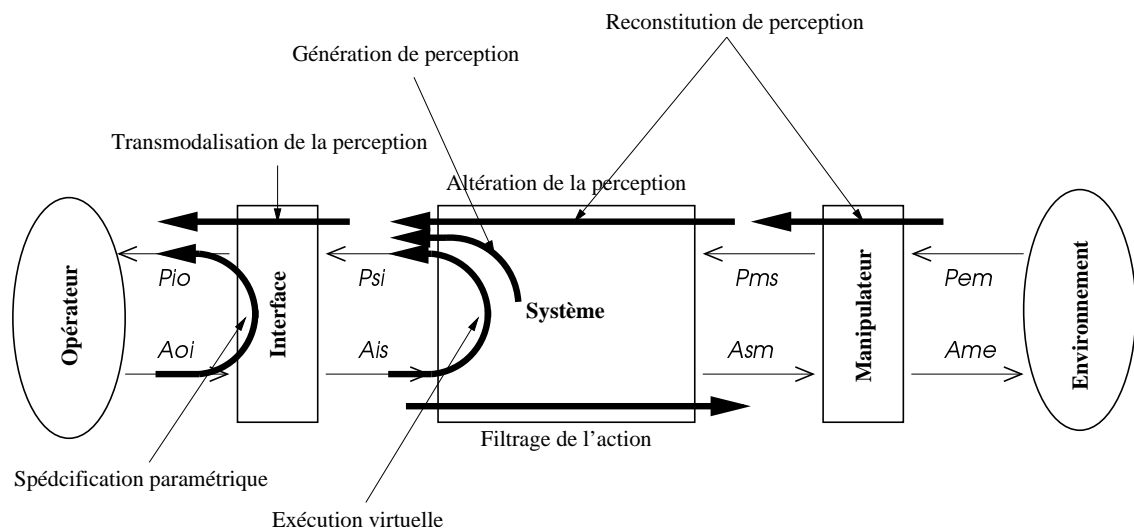 Reconstitution de perception
Génération de perception
Transmodalisation de la perception
Altération de la perception
Opérateur
Pio
Aoi
Interface
Psi
Ais
Système
Pms
Asm
Manipulateur
Pem
Ame
Environnement
Filtrage de l’action
Spédcification paramétrique
Exécution virtuelle